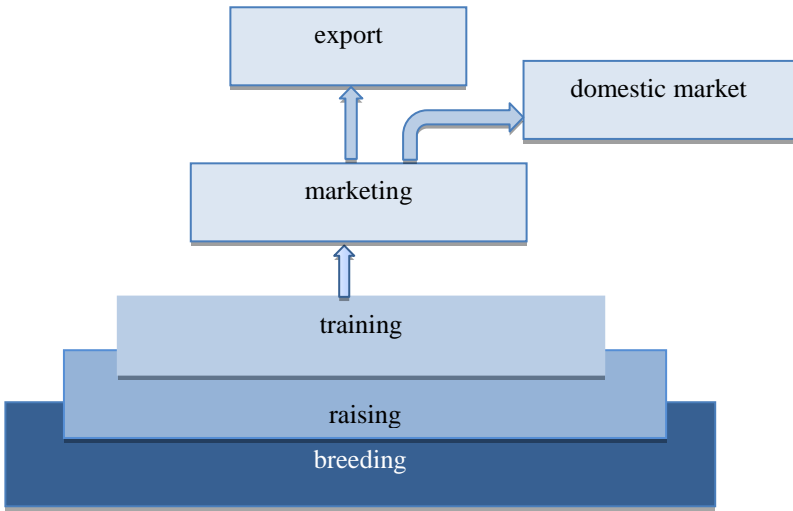 export
domestic market
marketing
training
raising
breeding